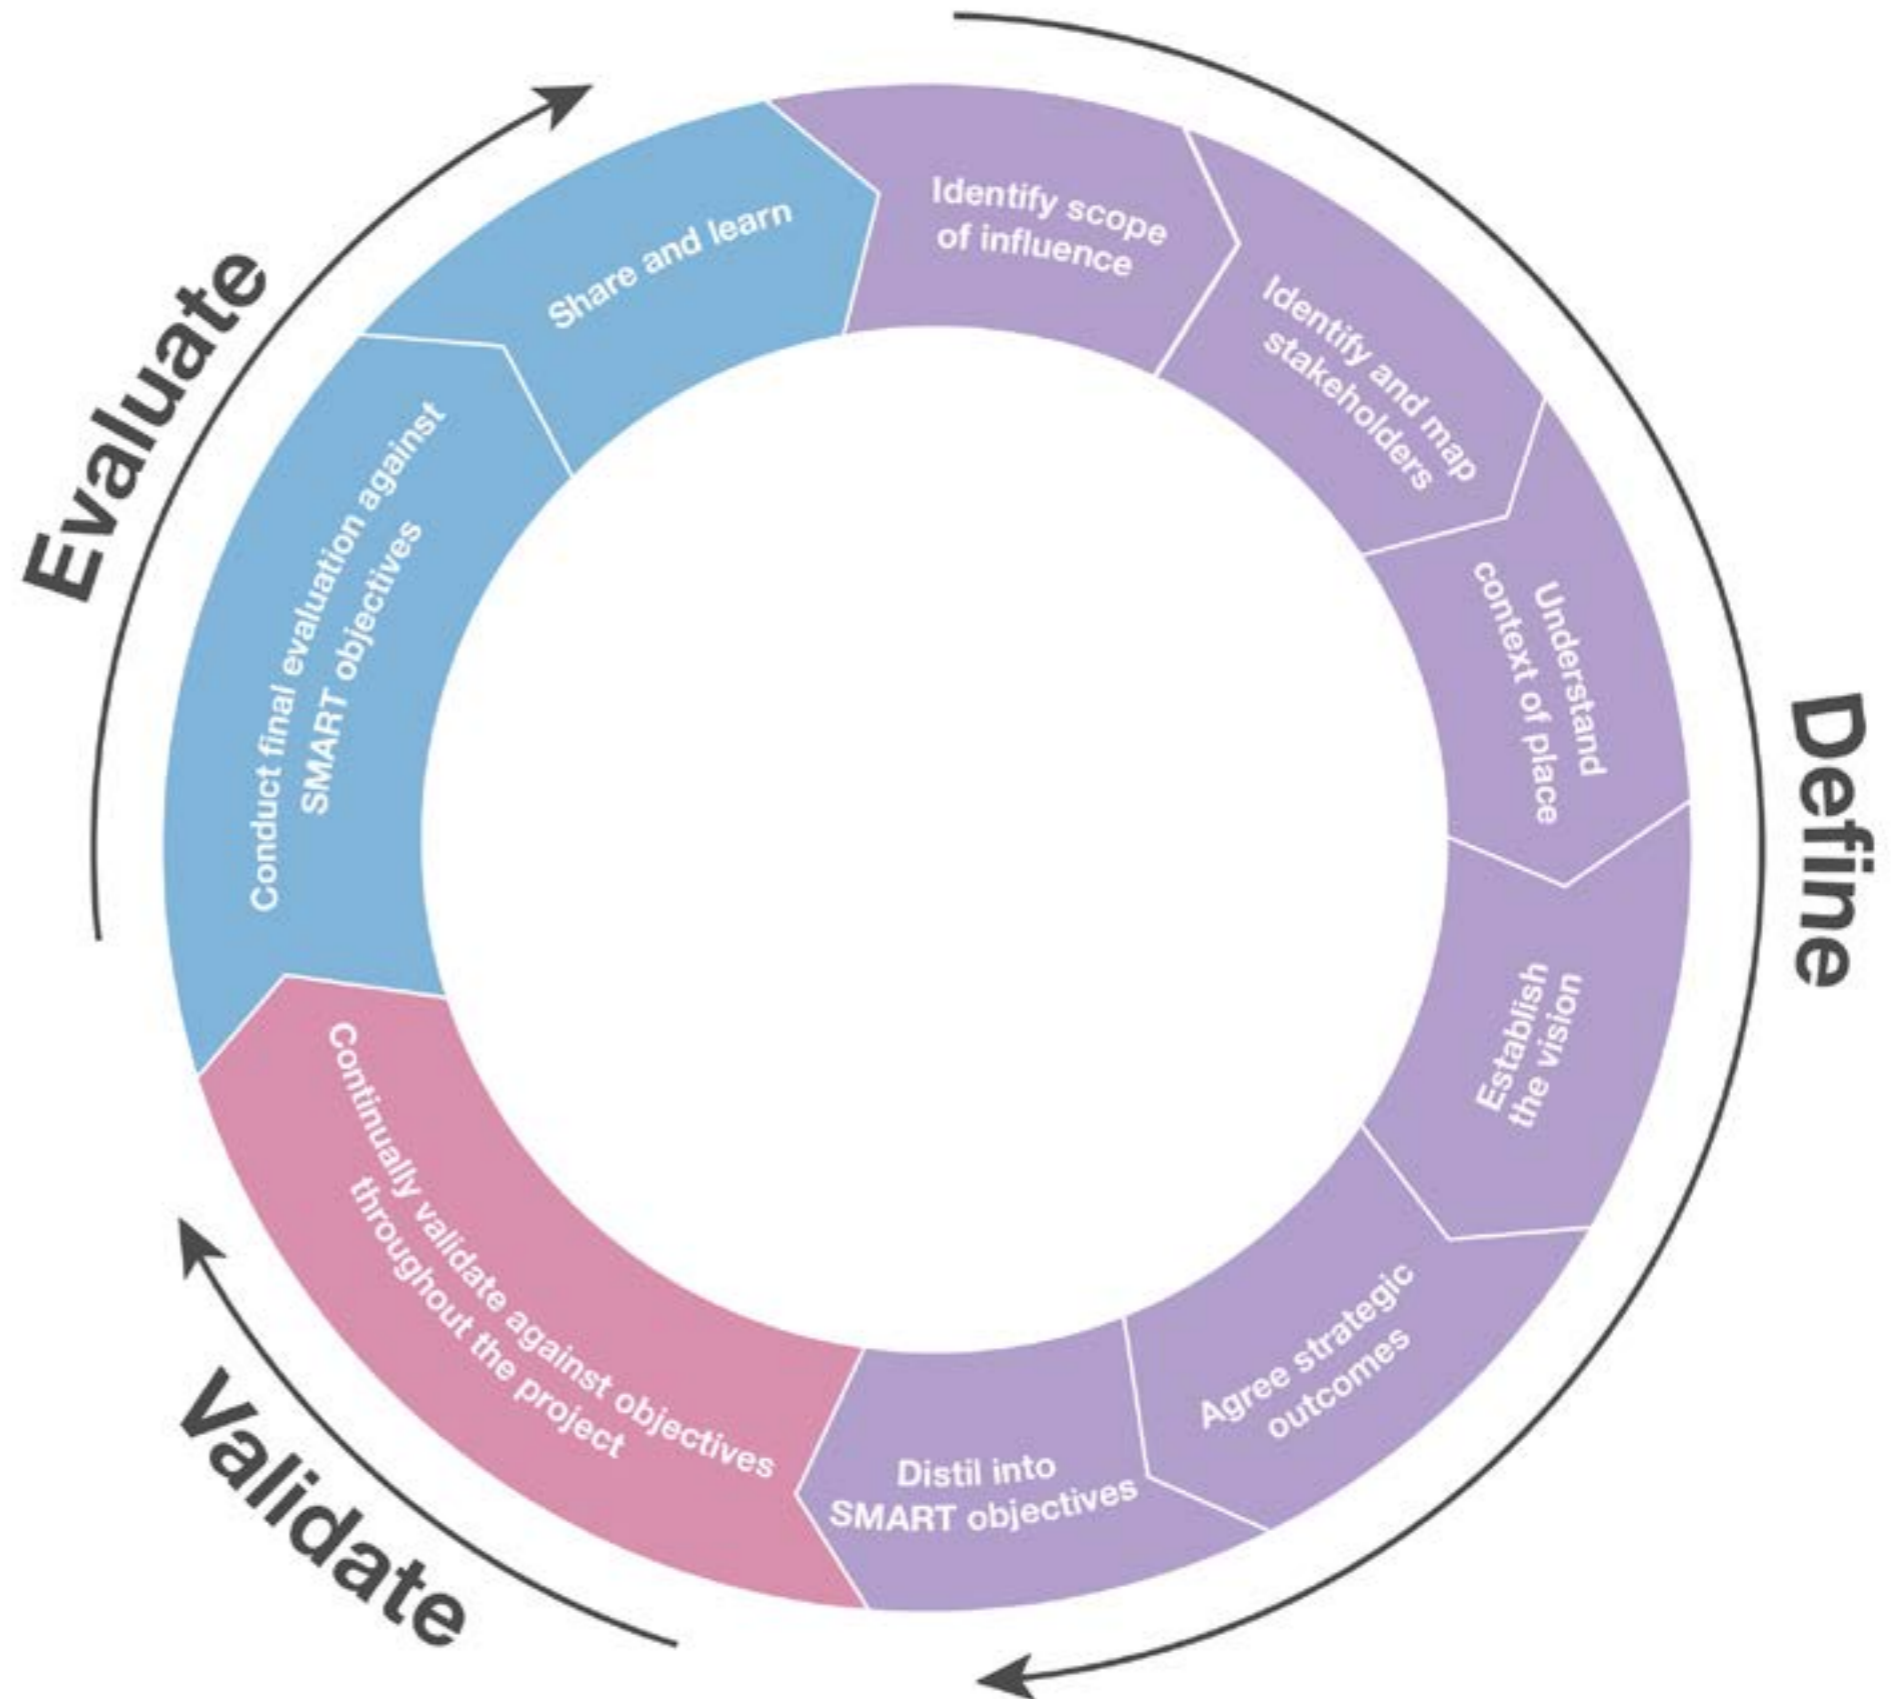 Define
Identify scope
of influence
Identify and map
stakeholders
Understand
context of place
Establish
the vision
Agree strategic
outcomes
Distil into
SMART objectives
Validate
Continually validate against objectives
throughout the project
Evaluate
Conduct final evaluation against
SMART objectives
Share and learn